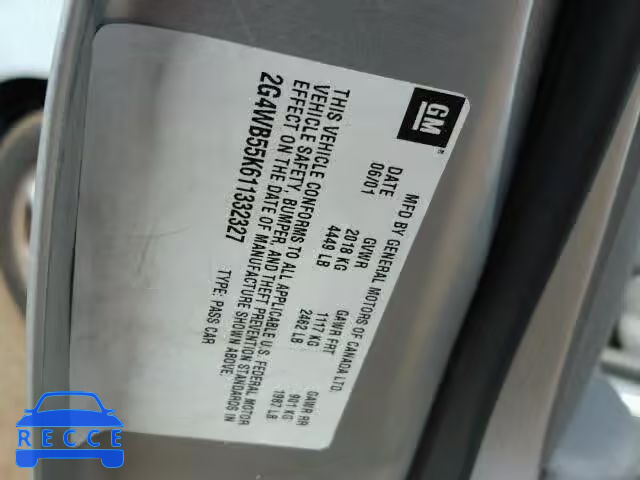 GM
®
MFD BY GENERAL MOTORS OF CANADA LTD.
DATE GVWR GAWR FRT GAWR RR
06/01 2018 KG 1117 KG 901 KG
4449 LB 2462 LB 1987 LB
THIS VEHICLE CONFORMS TO ALL APPLICABLE U.S. FEDERAL MOTOR
VEHICLE SAFETY, BUMPER, AND THEFT PREVENTION STANDARDS IN
EFFECT ON THE DATE OF MANUFACTURE SHOWN ABOVE.
2G4WB55K611332327 TYPE: PASS CAR
RECCE